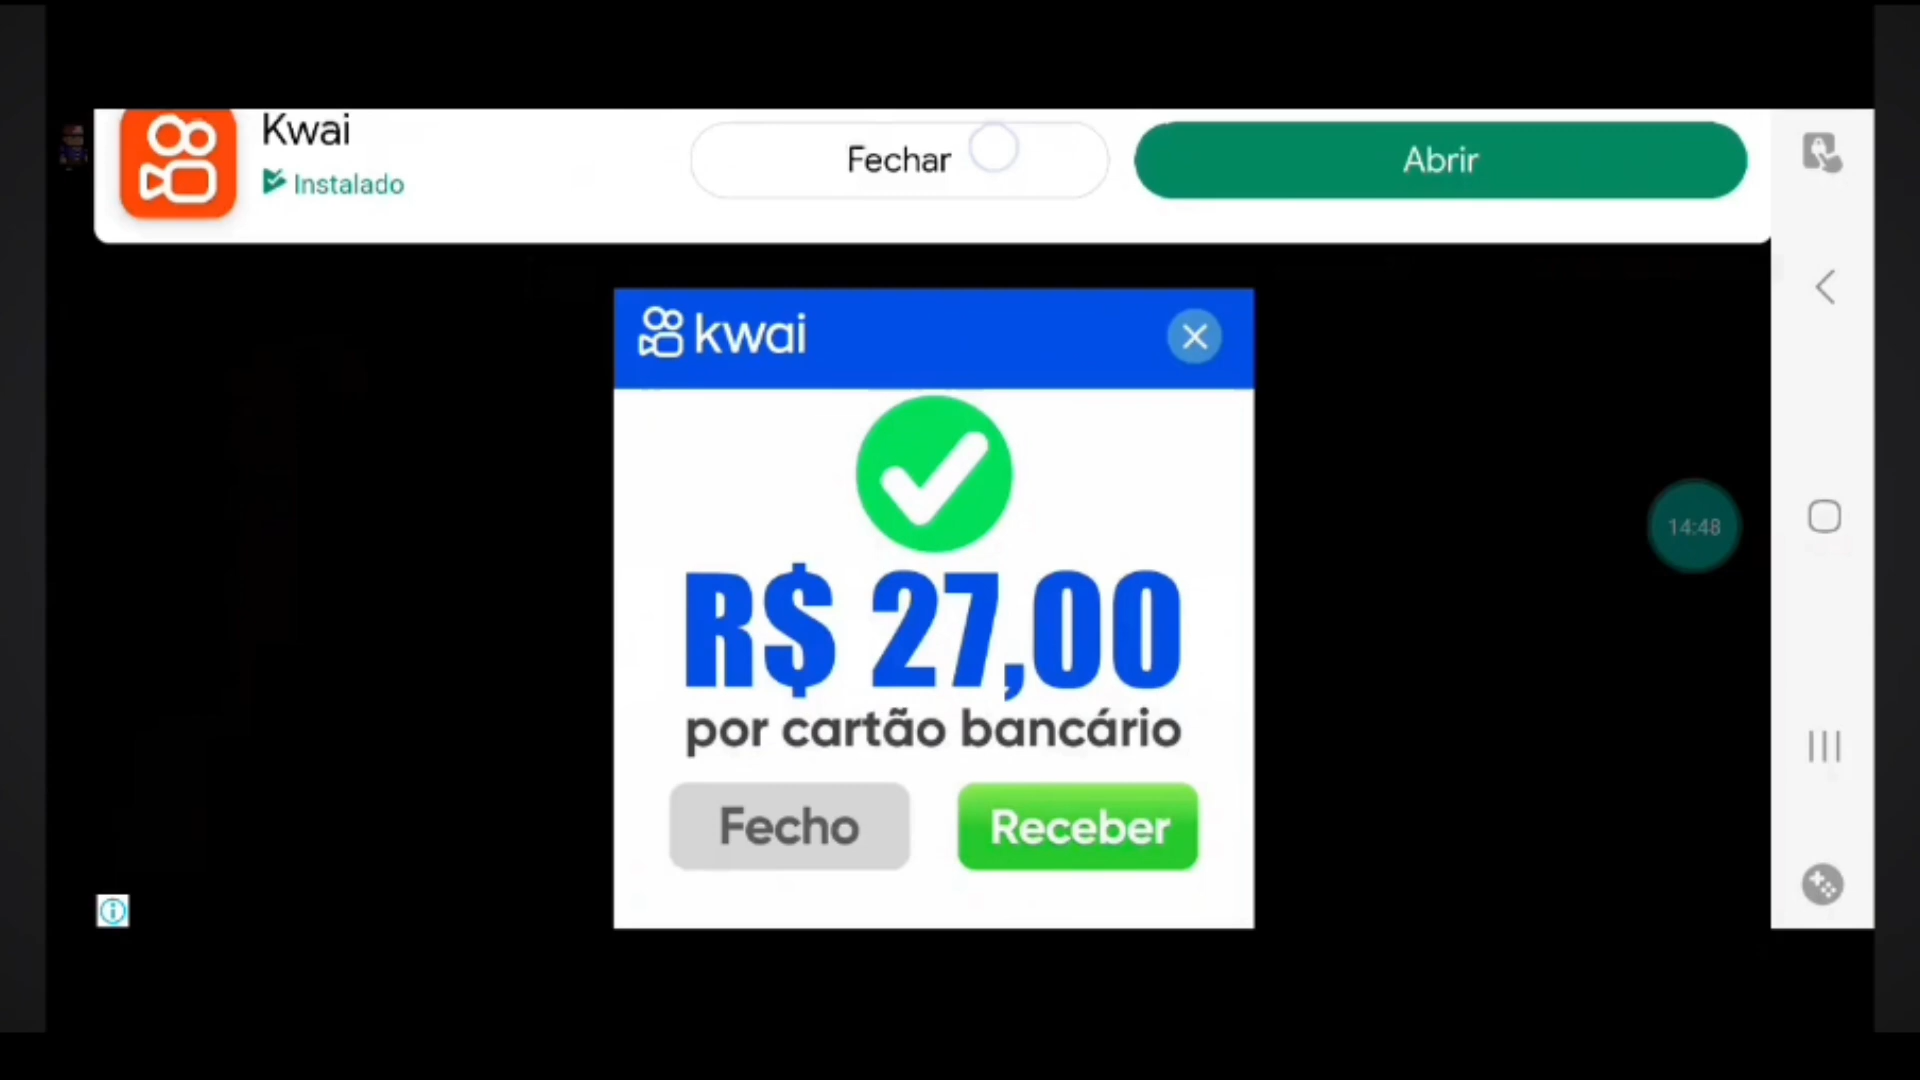 Kwai
Instalado
Fechar
Abrir
kwai
R$ 27,00
por cartão bancário
Fecho
Receber
14:48